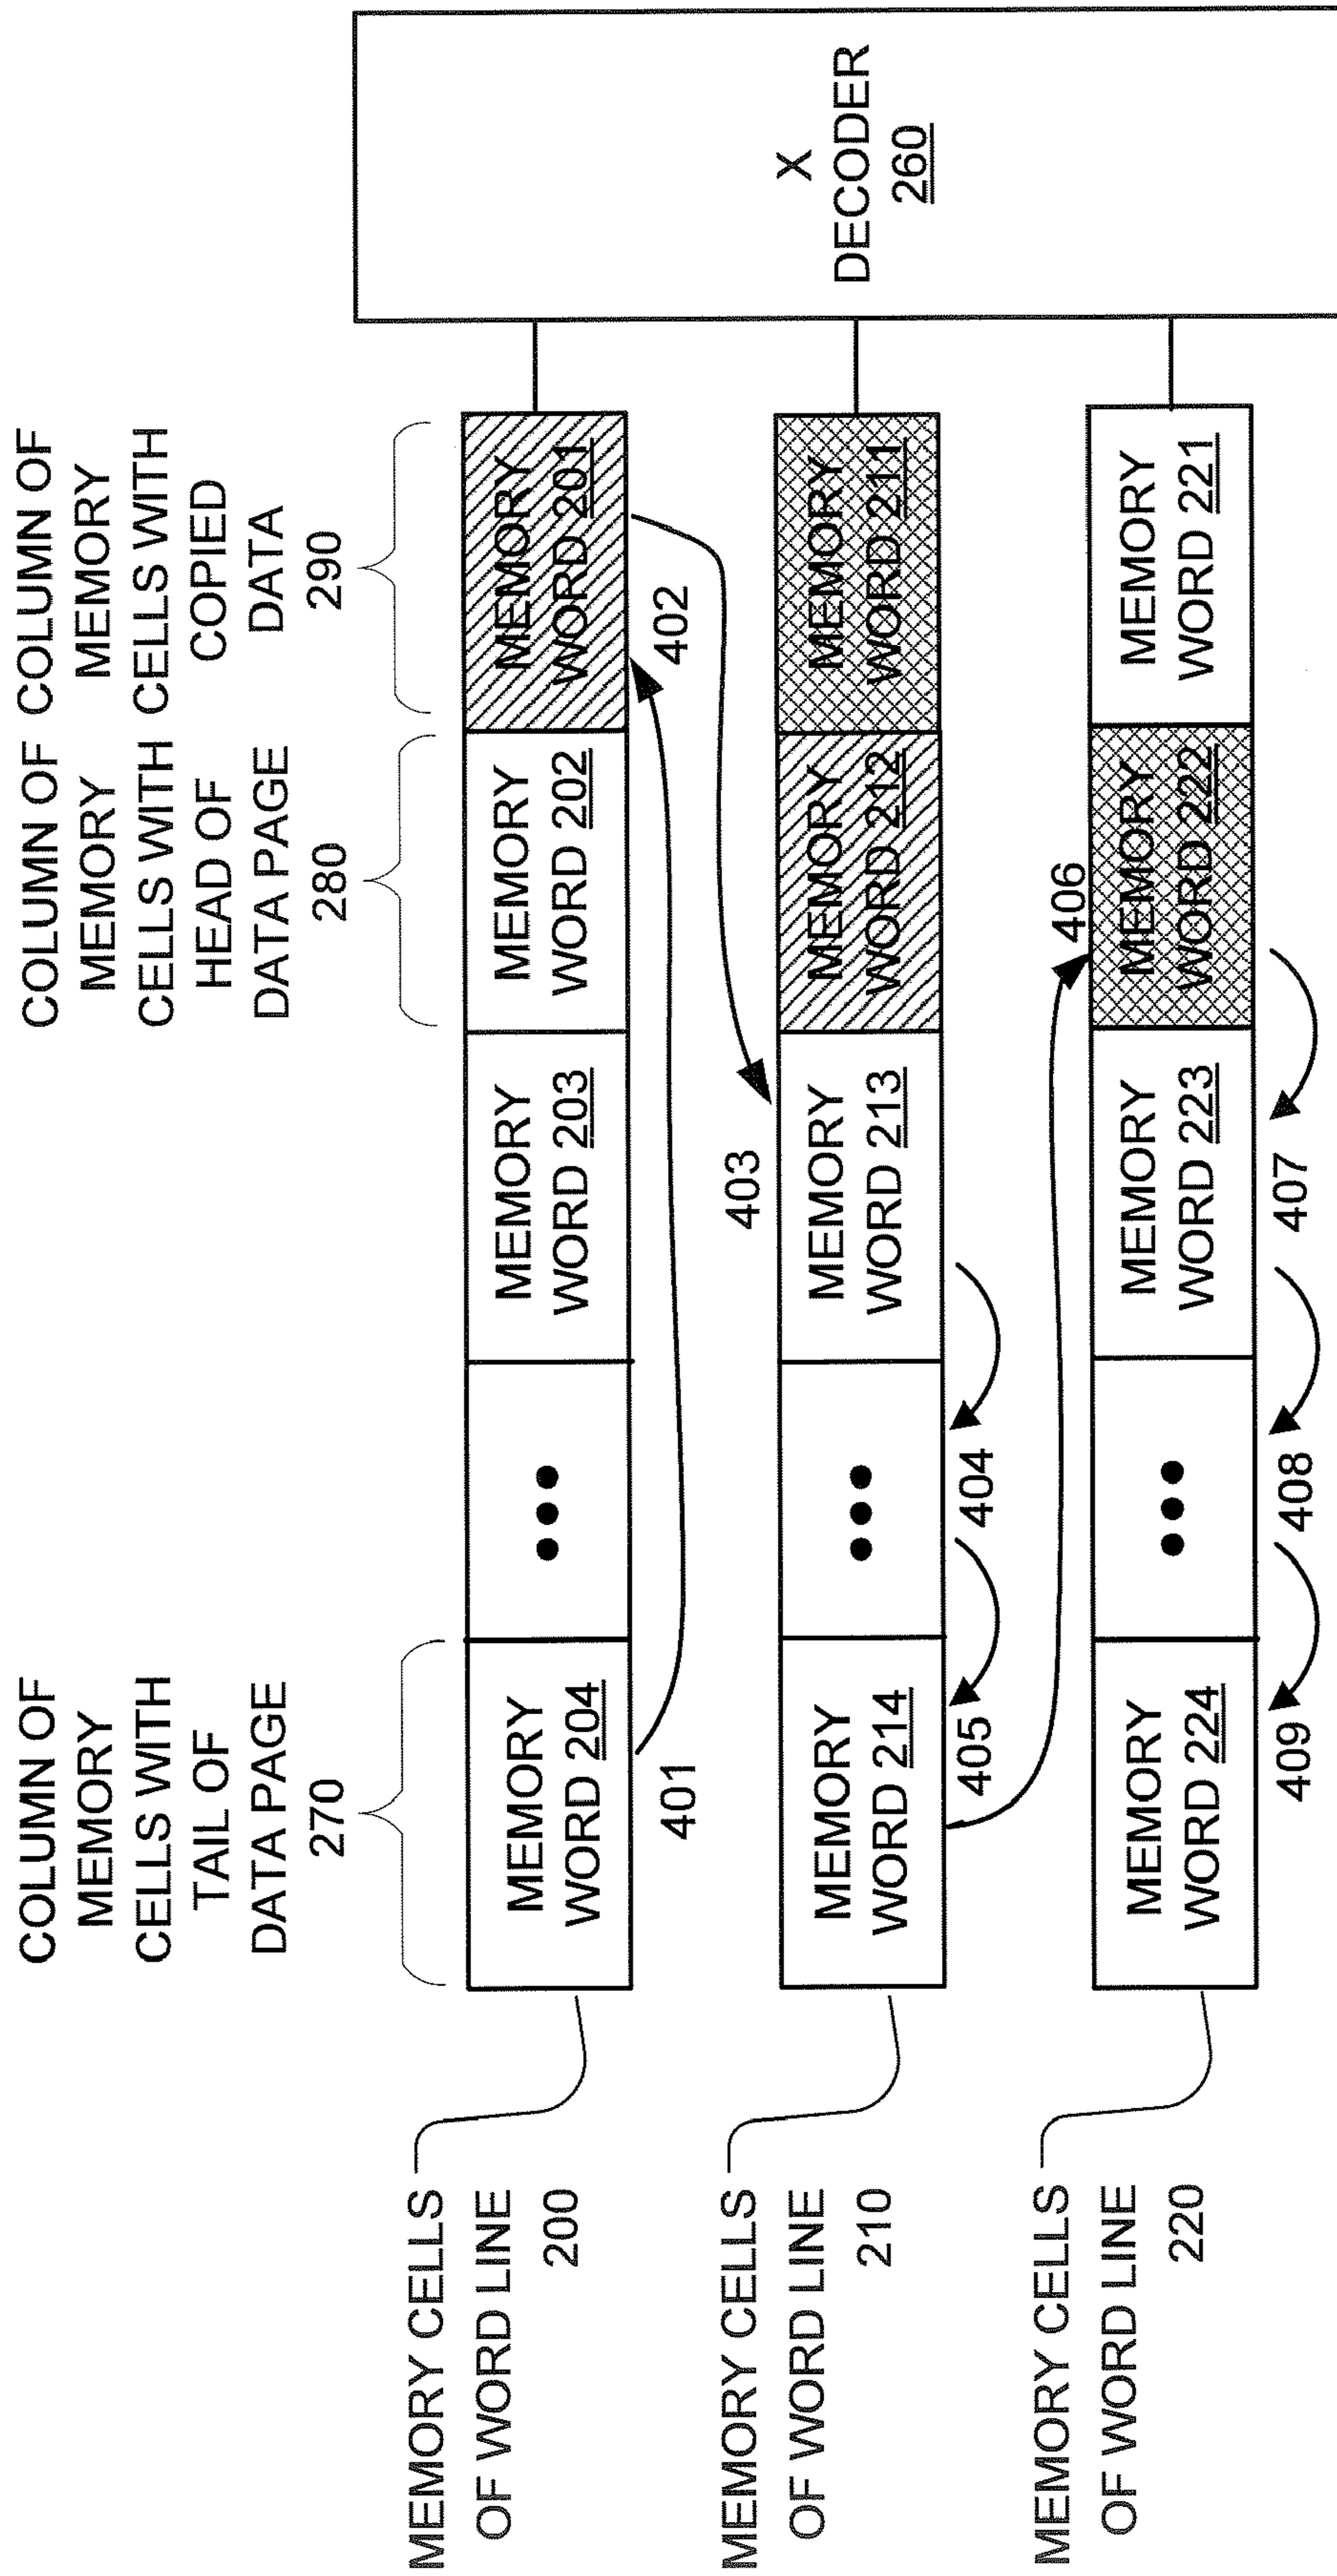 COLUMN OF
MEMORY
CELLS WITH
TAIL OF
DATA PAGE
270
COLUMN OF
MEMORY
CELLS WITH
HEAD OF
DATA PAGE
280
COLUMN OF
MEMORY
CELLS WITH
COPIED
DATA
290
MEMORY CELLS
OF WORD LINE
200
MEMORY
WORD 204
•••
MEMORY
WORD 203
MEMORY
WORD 202
MEMORY
WORD 201
401
402
MEMORY CELLS
OF WORD LINE
210
403
MEMORY
WORD 214
•••
MEMORY
WORD 213
MEMORY
WORD 212
MEMORY
WORD 211
405
404
406
MEMORY CELLS
OF WORD LINE
220
MEMORY
WORD 224
•••
MEMORY
WORD 223
MEMORY
WORD 222
MEMORY
WORD 221
409
408
407
X
DECODER
260